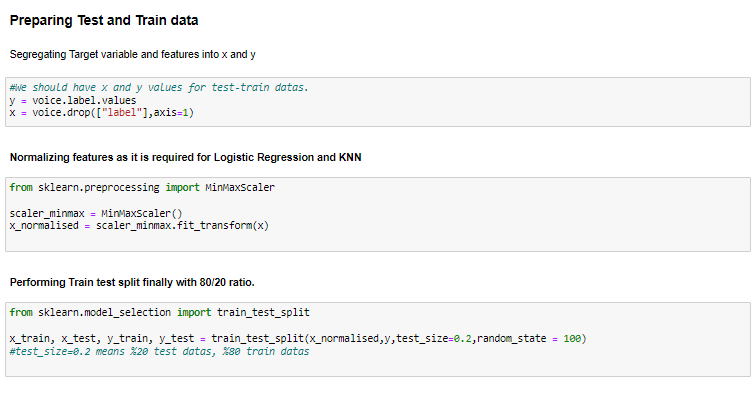 Preparing Test and Train data
Segregating Target variable and features into x and y
#We should have x and y values for test-train datas.
y = voice.label.values
x = voice.drop(["label"],axis=1)
Normalizing features as it is required for Logistic Regression and KNN
from sklearn.preprocessing import MinMaxScaler
scaler_minmax = MinMaxScaler()
x_normalised = scaler_minmax.fit_transform(x)
Performing Train test split finally with 80/20 ratio.
from sklearn.model_selection import train_test_split
x_train, x_test, y_train, y_test = train_test_split(x_normalised,y,test_size=0.2,random_state = 100)
#test_size=0.2 means %20 test datas, %80 train datas